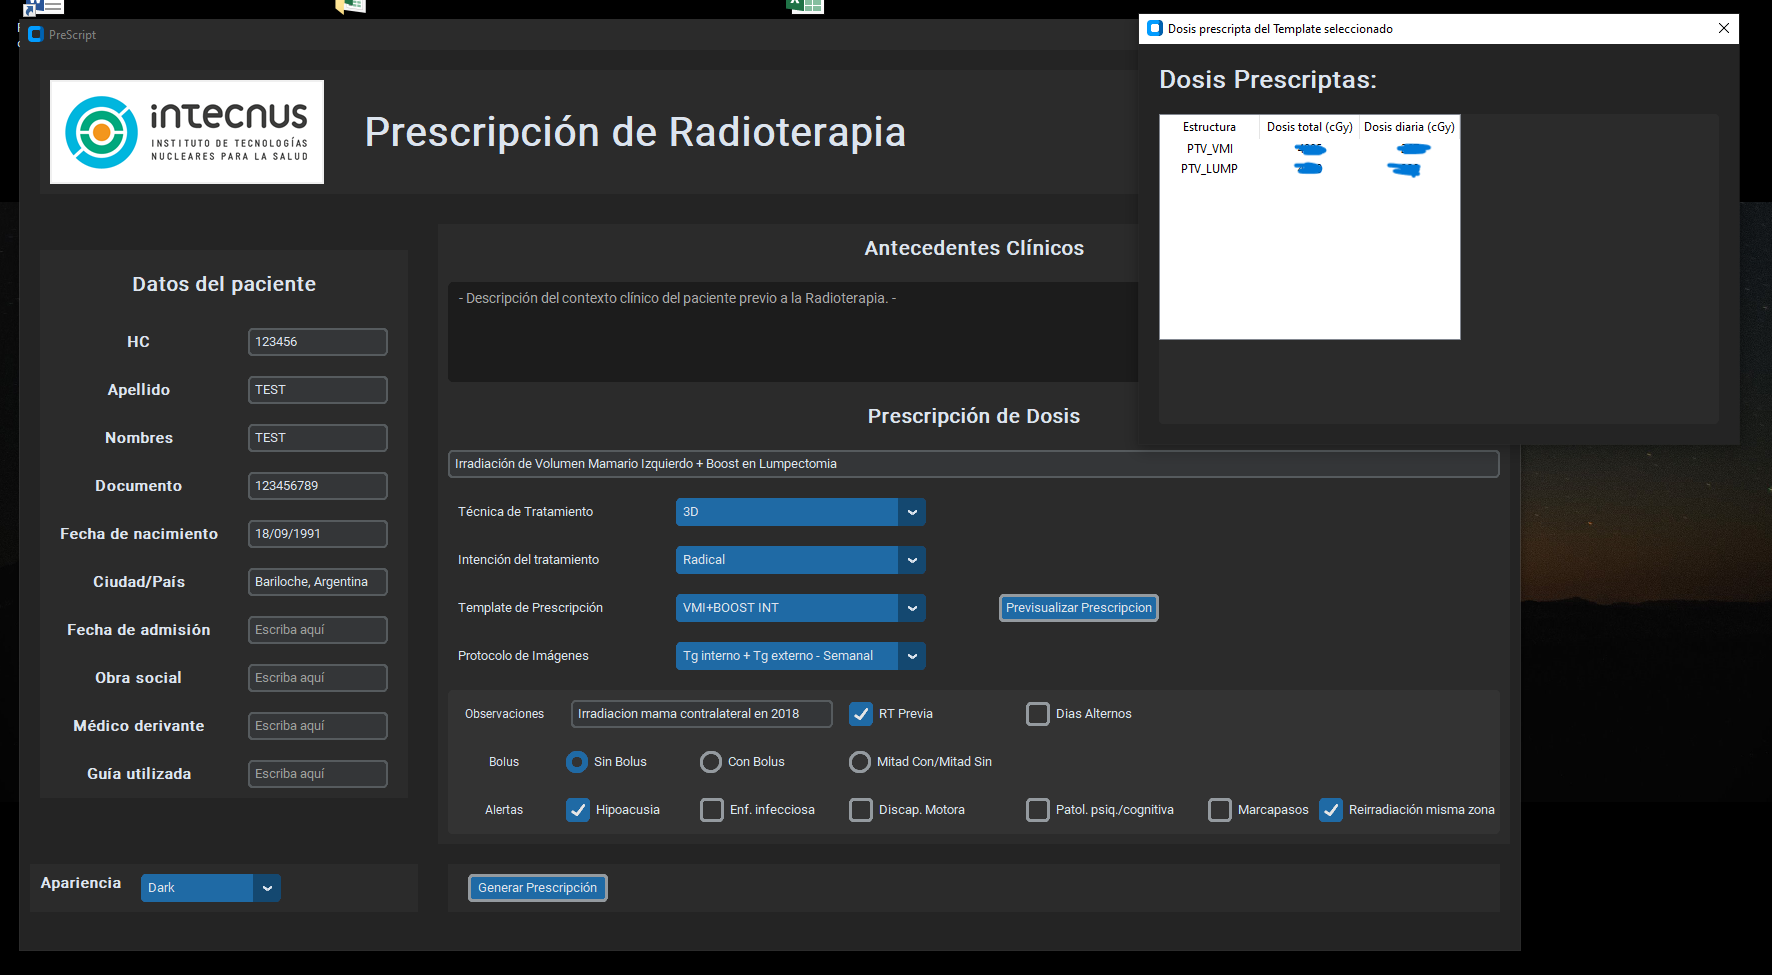 PreScript
intecnus
INSTITUTO DE TECNOLOGÍAS
NUCLEARES PARA LA SALUD
Prescripción de Radioterapia
Dosis prescripta del Template seleccionado
Dosis Prescriptas:
Estructura Dosis total (cGy) Dosis diaria (cGy)
PTV_VMI
PTV_LUMP
Datos del paciente
HC 123456
Apellido TEST
Nombres TEST
Documento 123456789
Fecha de nacimiento 18/09/1991
Ciudad/País Bariloche, Argentina
Fecha de admisión Escriba aquí
Obra social Escriba aquí
Médico derivante Escriba aquí
Guía utilizada Escriba aquí
Antecedentes Clínicos
- Descripción del contexto clínico del paciente previo a la Radioterapia. -
Prescripción de Dosis
Irradiación de Volumen Mamario Izquierdo + Boost en Lumpectomia
Técnica de Tratamiento 3D
Intención del tratamiento Radical
Template de Prescripción VMI+BOOST INT Previsualizar Prescripcion
Protocolo de Imágenes Tg interno + Tg externo - Semanal
Observaciones Irradiacion mama contralateral en 2018 RT Previa Dias Alternos
Bolus Sin Bolus Con Bolus Mitad Con/Mitad Sin
Alertas Hipoacusia Enf. infecciosa Discap. Motora Patol. psiq./cognitiva Marcapasos Reirradiación misma zona
Apariencia Dark
Generar Prescripción